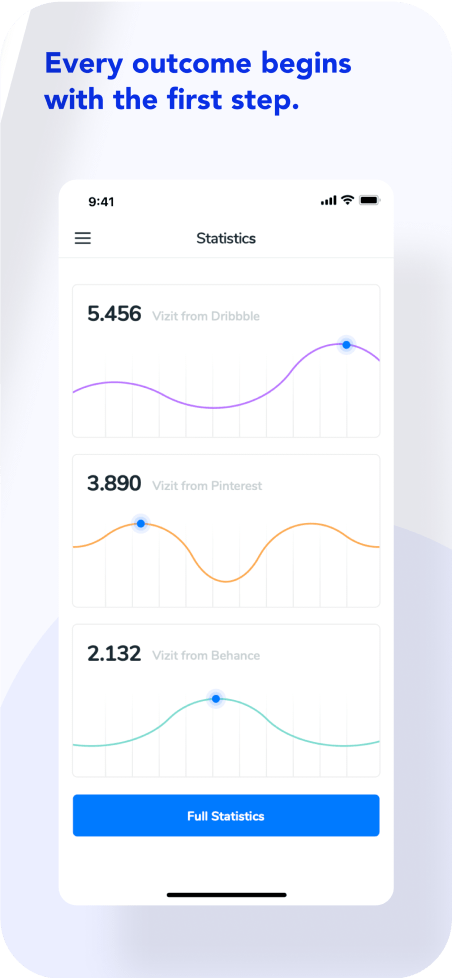 Every outcome begins
with the first step.
9:41
Statistics
5.456 Vizit from Dribbble
3.890 Vizit from Pinterest
2.132 Vizit from Behance
Full Statistics